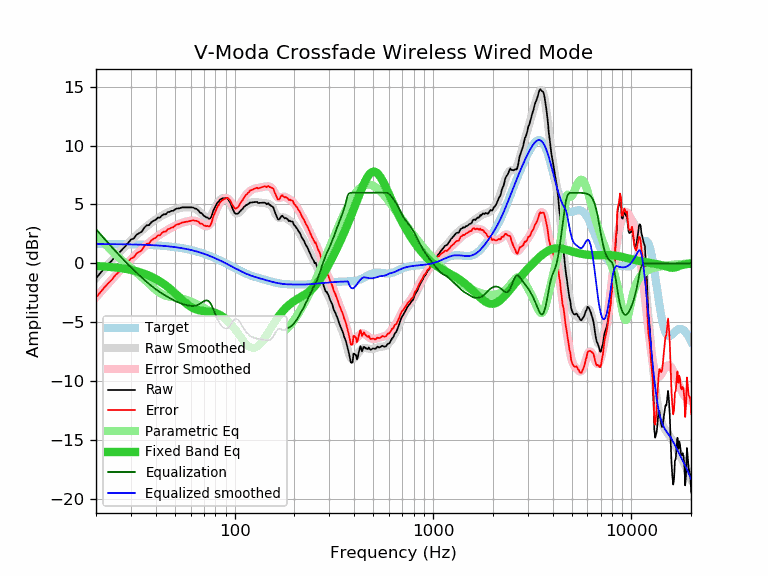 V-Moda Crossfade Wireless Wired Mode
Amplitude (dBr)
15
10
5
0
−5
−10
−15
−20
Target
Raw Smoothed
Error Smoothed
Raw
Error
Parametric Eq
Fixed Band Eq
Equalization
Equalized smoothed
100
1000
10000
Frequency (Hz)